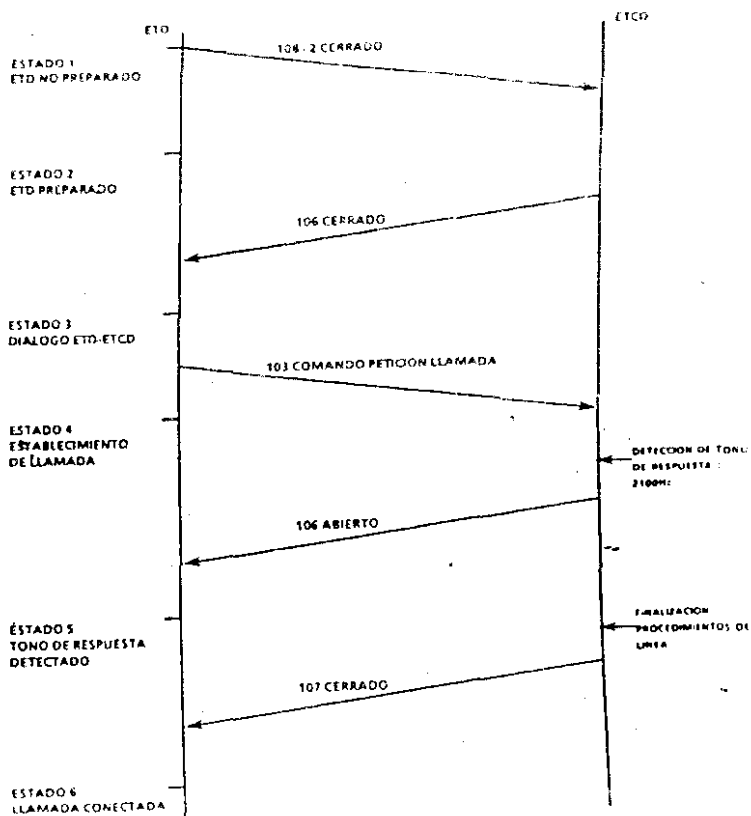 ETD
ETCD
108-2 CERRADO
ESTADO 1
ETD NO PREPARADO
ESTADO 2
ETD PREPARADO
106 CERRADO
ESTADO 3
DIALOGO ETD-ETCD
103 COMANDO PETICION LLAMADA
ESTADO 4
ESTABLECIMIENTO
DE LLAMADA
DETECCION DE TONO
DE RESPUESTA :
2100Hz
106 ABIERTO
ESTADO 5
TONO DE RESPUESTA
DETECTADO
FINALIZACION
PROCEDIMIENTOS DE
LINEA
107 CERRADO
ESTADO 6
LLAMADA CONECTADA